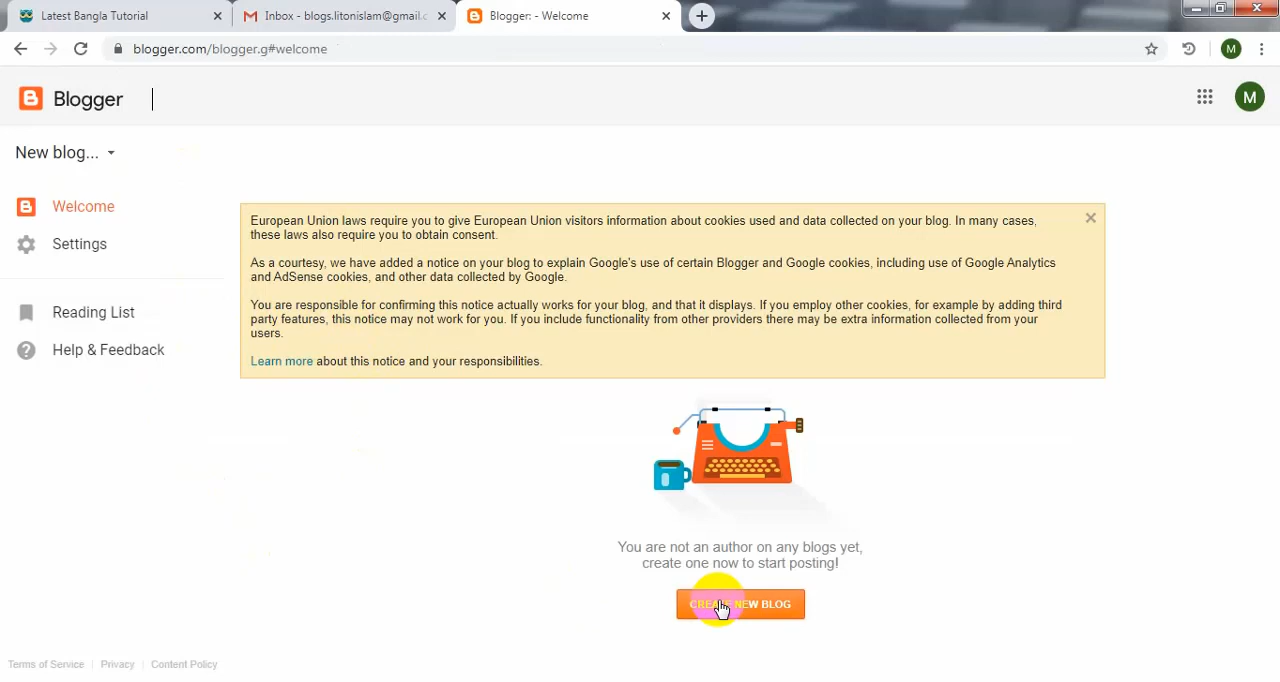 Latest Bangla Tutorial
Inbox - blogs.litonislam@gmail.c
Blogger: - Welcome
blogger.com/blogger.g#welcome
M
Blogger
M
New blog...
Welcome
Settings
Reading List
Help & Feedback
European Union laws require you to give European Union visitors information about cookies used and data collected on your blog. In many cases,
these laws also require you to obtain consent.
As a courtesy, we have added a notice on your blog to explain Google's use of certain Blogger and Google cookies, including use of Google Analytics
and AdSense cookies, and other data collected by Google.
You are responsible for confirming this notice actually works for your blog, and that it displays. If you employ other cookies, for example by adding third
party features, this notice may not work for you. If you include functionality from other providers there may be extra information collected from your
users.
Learn more about this notice and your responsibilities.
You are not an author on any blogs yet,
create one now to start posting!
CREATE NEW BLOG
Terms of Service | Privacy | Content Policy